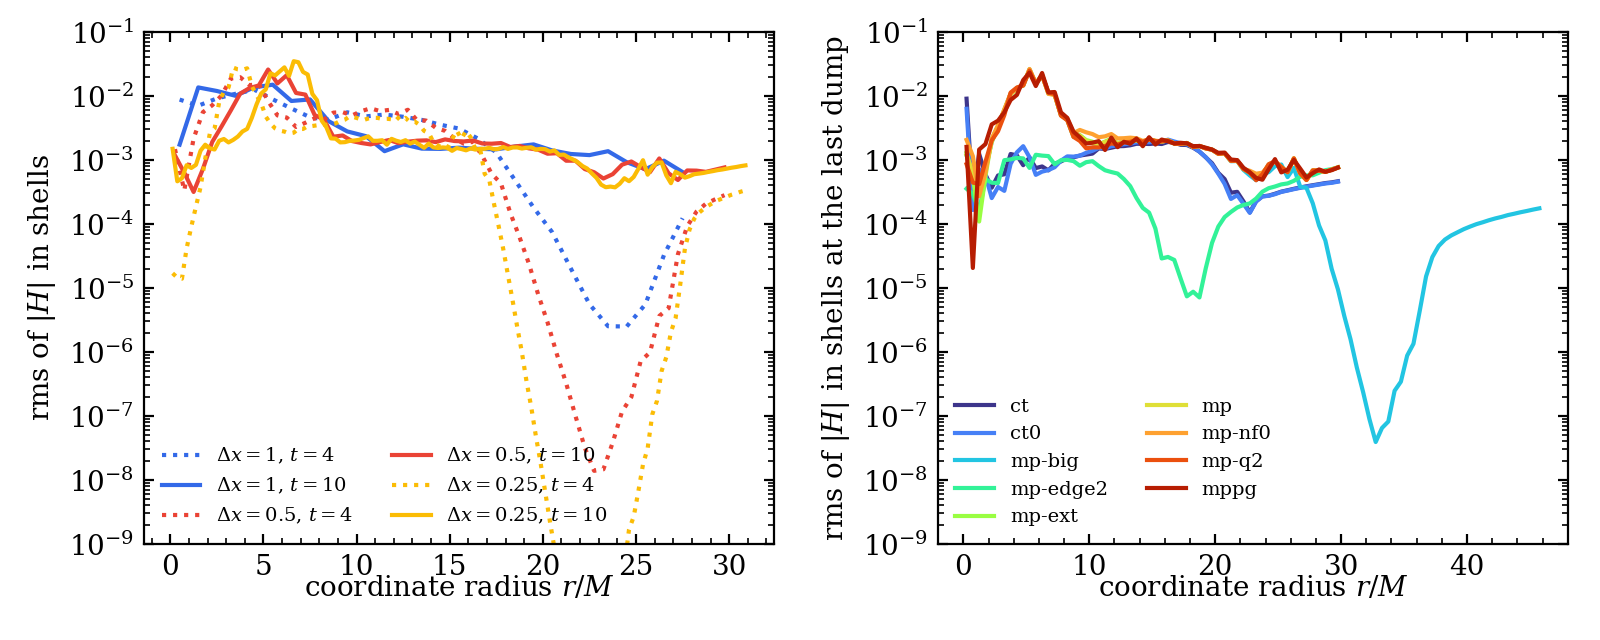 rms of |H| in shells
10⁻¹
10⁻²
10⁻³
10⁻⁴
10⁻⁵
10⁻⁶
10⁻⁷
10⁻⁸
10⁻⁹
Δx = 1, t = 4
Δx = 1, t = 10
Δx = 0.5, t = 4
Δx = 0.5, t = 10
Δx = 0.25, t = 4
Δx = 0.25, t = 10
0 5 10 15 20 25 30
coordinate radius r/M
rms of |H| in shells at the last dump
10⁻¹
10⁻²
10⁻³
10⁻⁴
10⁻⁵
10⁻⁶
10⁻⁷
10⁻⁸
10⁻⁹
ct
ct0
mp-big
mp-edge2
mp-ext
mp
mp-nf0
mp-q2
mppg
0 10 20 30 40
coordinate radius r/M